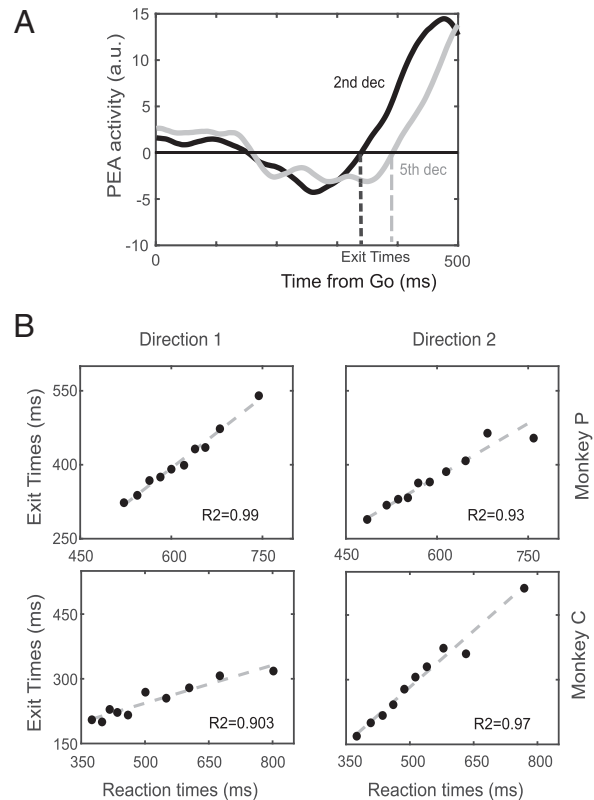 A
PEA activity (a.u.)
15
10
5
0
-5
-10
2nd dec
5th dec
Exit Times
0
500
Time from Go (ms)
B
Direction 1
Direction 2
Exit Times (ms)
550
400
250
R2=0.99
450
600
750
R2=0.93
450
600
750
Monkey P
Exit Times (ms)
450
300
150
R2=0.903
350
500
650
800
Reaction times (ms)
R2=0.97
350
500
650
800
Reaction times (ms)
Monkey C